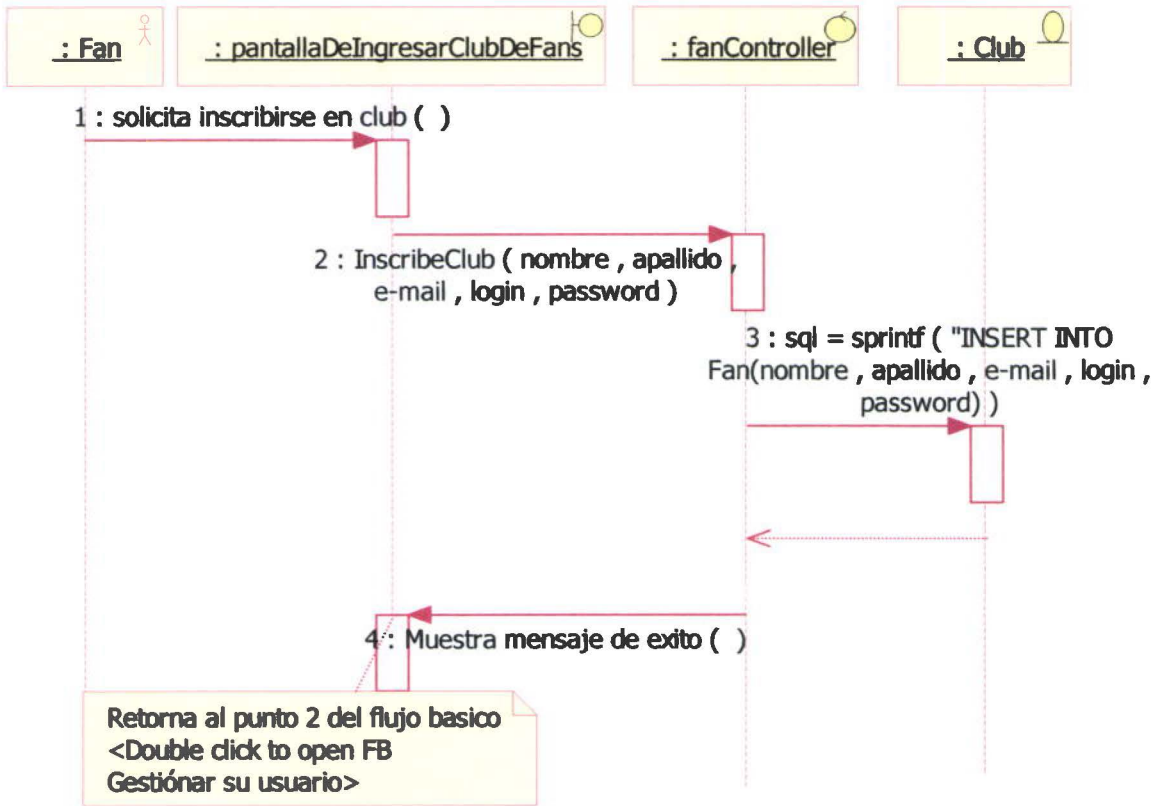 : Fan
: pantallaDeIngresarClubDeFans
: fanController
: Club
1 : solicita inscribirse en club ( )
2 : InscribeClub ( nombre , apallido ,
e-mail , login , password )
3 : sql = sprintf ( "INSERT INTO
Fan(nombre , apallido , e-mail , login ,
password) )
4 : Muestra mensaje de exito ( )
Retorna al punto 2 del flujo basico
<Double click to open FB
Gestiónar su usuario>